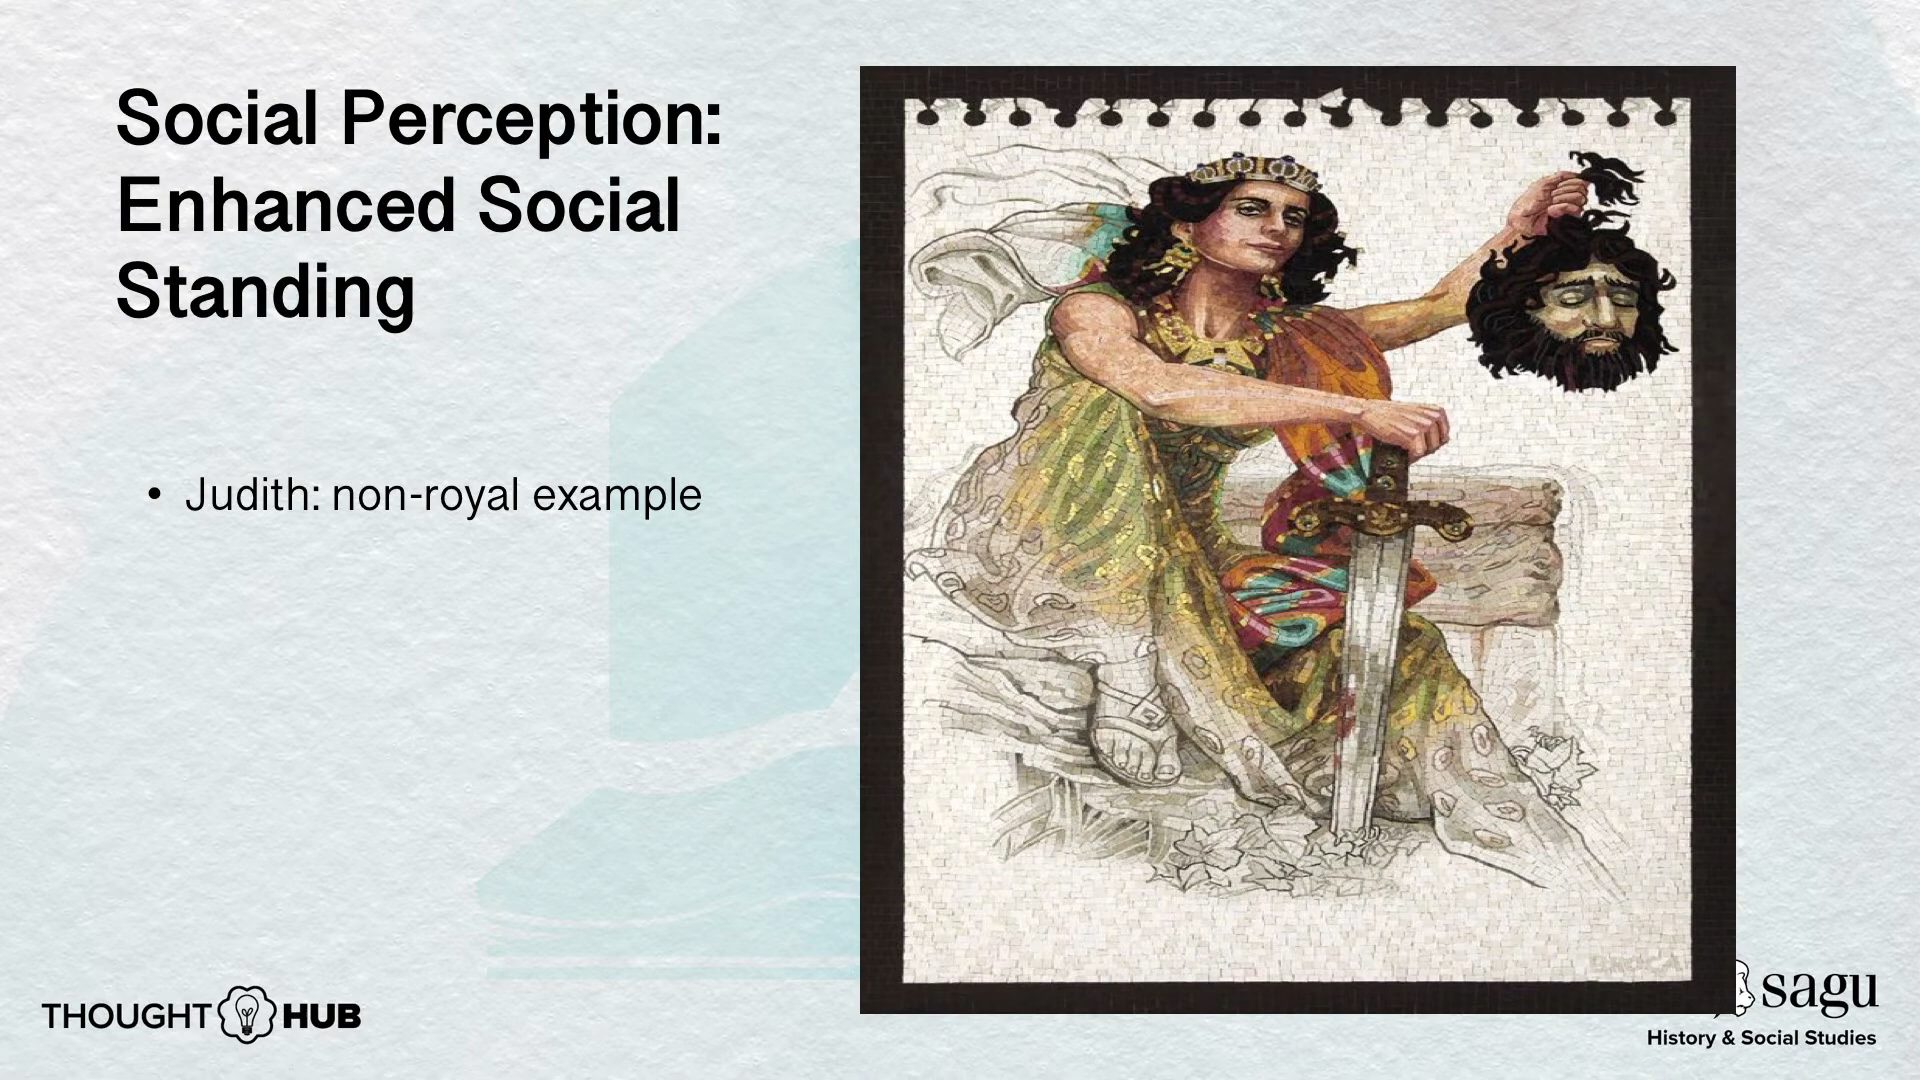 Social Perception:
Enhanced Social
Standing
• Judith: non-royal example
THOUGHT HUB
sagu
History & Social Studies